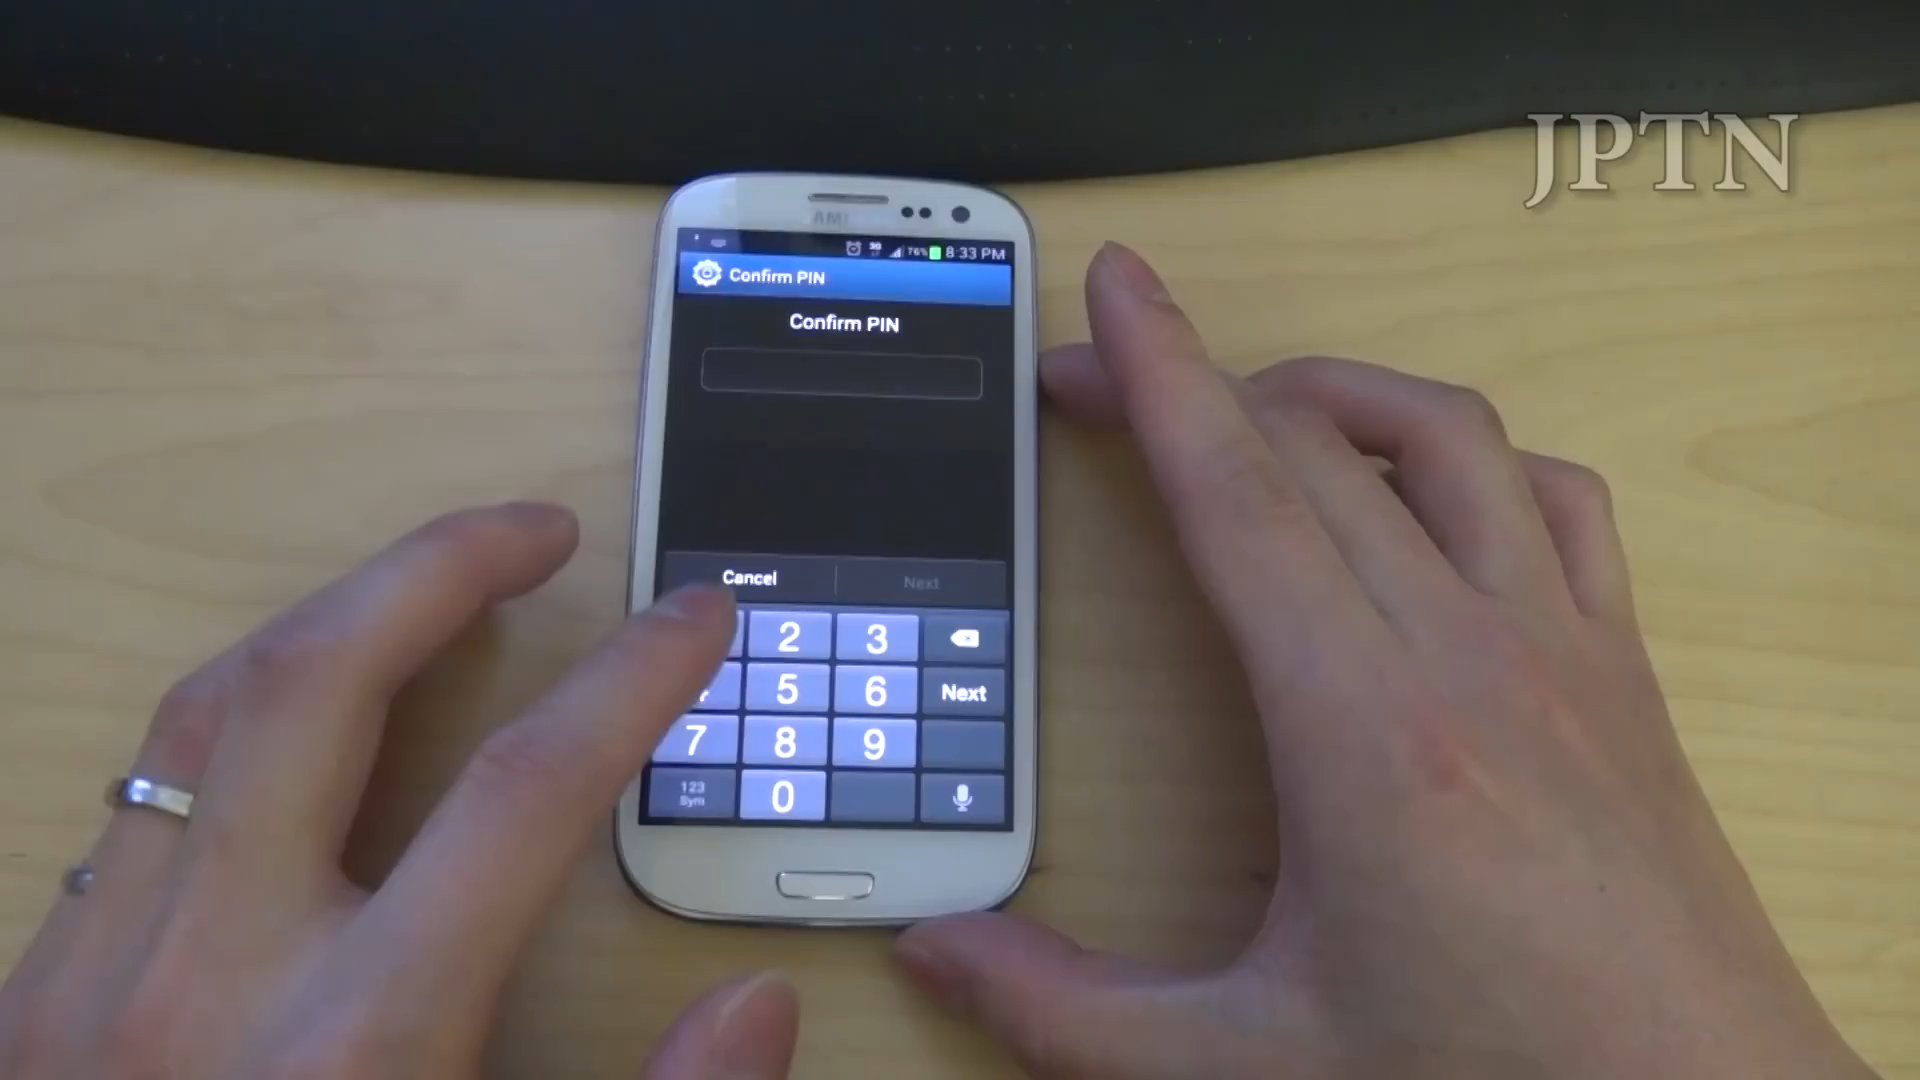 JPTN
76% 8:33 PM
Confirm PIN
Confirm PIN
Cancel Next
2 3
5 6 Next
7 8 9
123
Sym
0